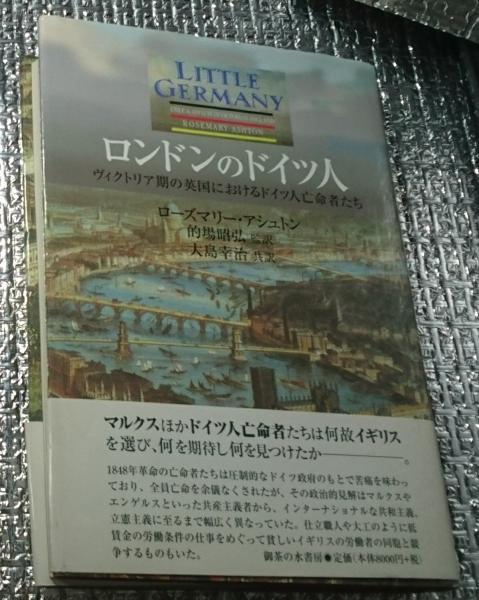 LITTLE
GERMANY
EXILE & ASYLUM IN VICTORIAN ENGLAND
ROSEMARY ASHTON
ロンドンのドイツ人
ヴィクトリア期の英国におけるドイツ人亡命者たち
ローズマリー・アシュトン
的場昭弘 監訳
大島幸治 共訳
マルクスほかドイツ人亡命者たちは何故イギリス
を選び、何を期待し何を見つけたか――。
1848年革命の亡命者たちは圧制的なドイツ政府のもとで苦痛を味わっ
ており、全員亡命を余儀なくされたが、その政治的見解はマルクスや
エンゲルスといった共産主義者から、インターナショナルな共和主義、
立憲主義に至るまで幅広く異なっていた。仕立職人や大工のように低
賃金の労働条件の仕事をめぐって貧しいイギリスの労働者の同胞と競
争するものもいた。
御茶の水書房●定価(本体8000円+税)